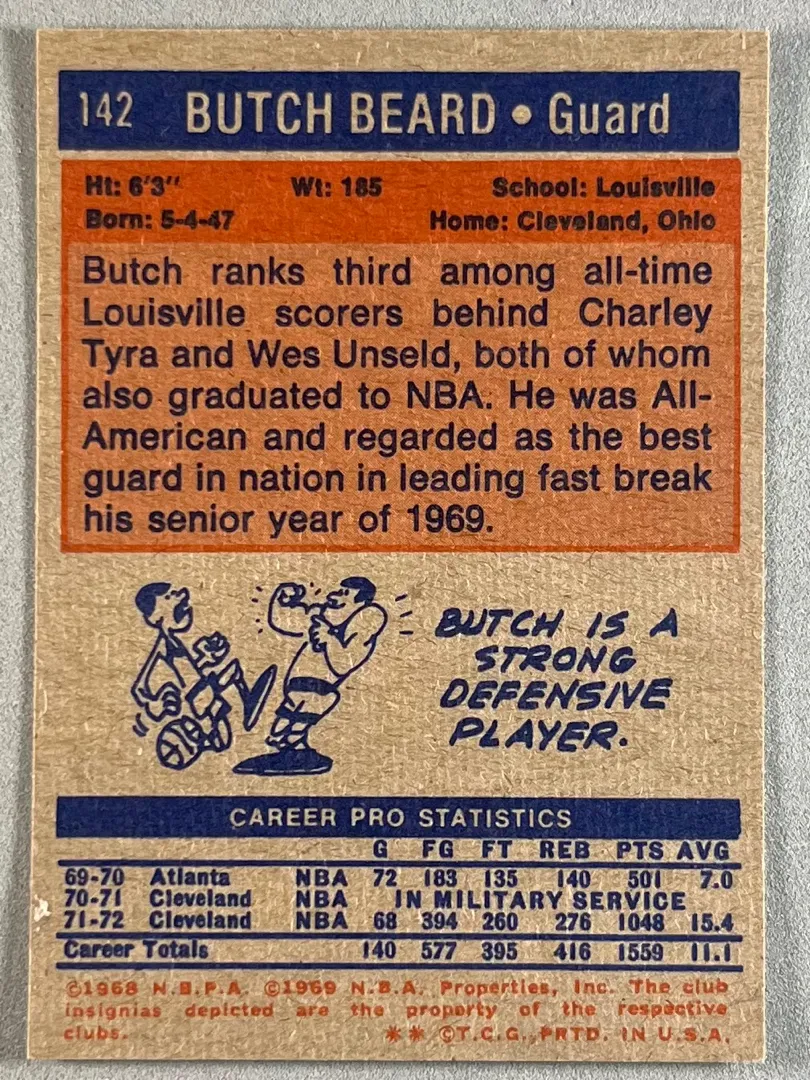 142 BUTCH BEARD • Guard
Ht: 6'3" Wt: 185 School: Louisville
Born: 5-4-47 Home: Cleveland, Ohio
Butch ranks third among all-time
Louisville scorers behind Charley
Tyra and Wes Unseld, both of whom
also graduated to NBA. He was All-
American and regarded as the best
guard in nation in leading fast break
his senior year of 1969.
BUTCH IS A
STRONG
DEFENSIVE
PLAYER.
CAREER PRO STATISTICS
G FG FT REB PTS AVG
69-70 Atlanta NBA 72 183 135 140 501 7.0
70-71 Cleveland NBA IN MILITARY SERVICE
71-72 Cleveland NBA 68 394 260 276 1048 15.4
Career Totals 140 577 395 416 1559 11.1
©1968 N.B.P.A. ©1969 N.B.A. Properties, Inc. The club
insignias depicted are the property of the respective
clubs. ** ©T.C.G. PRTD. IN U.S.A.